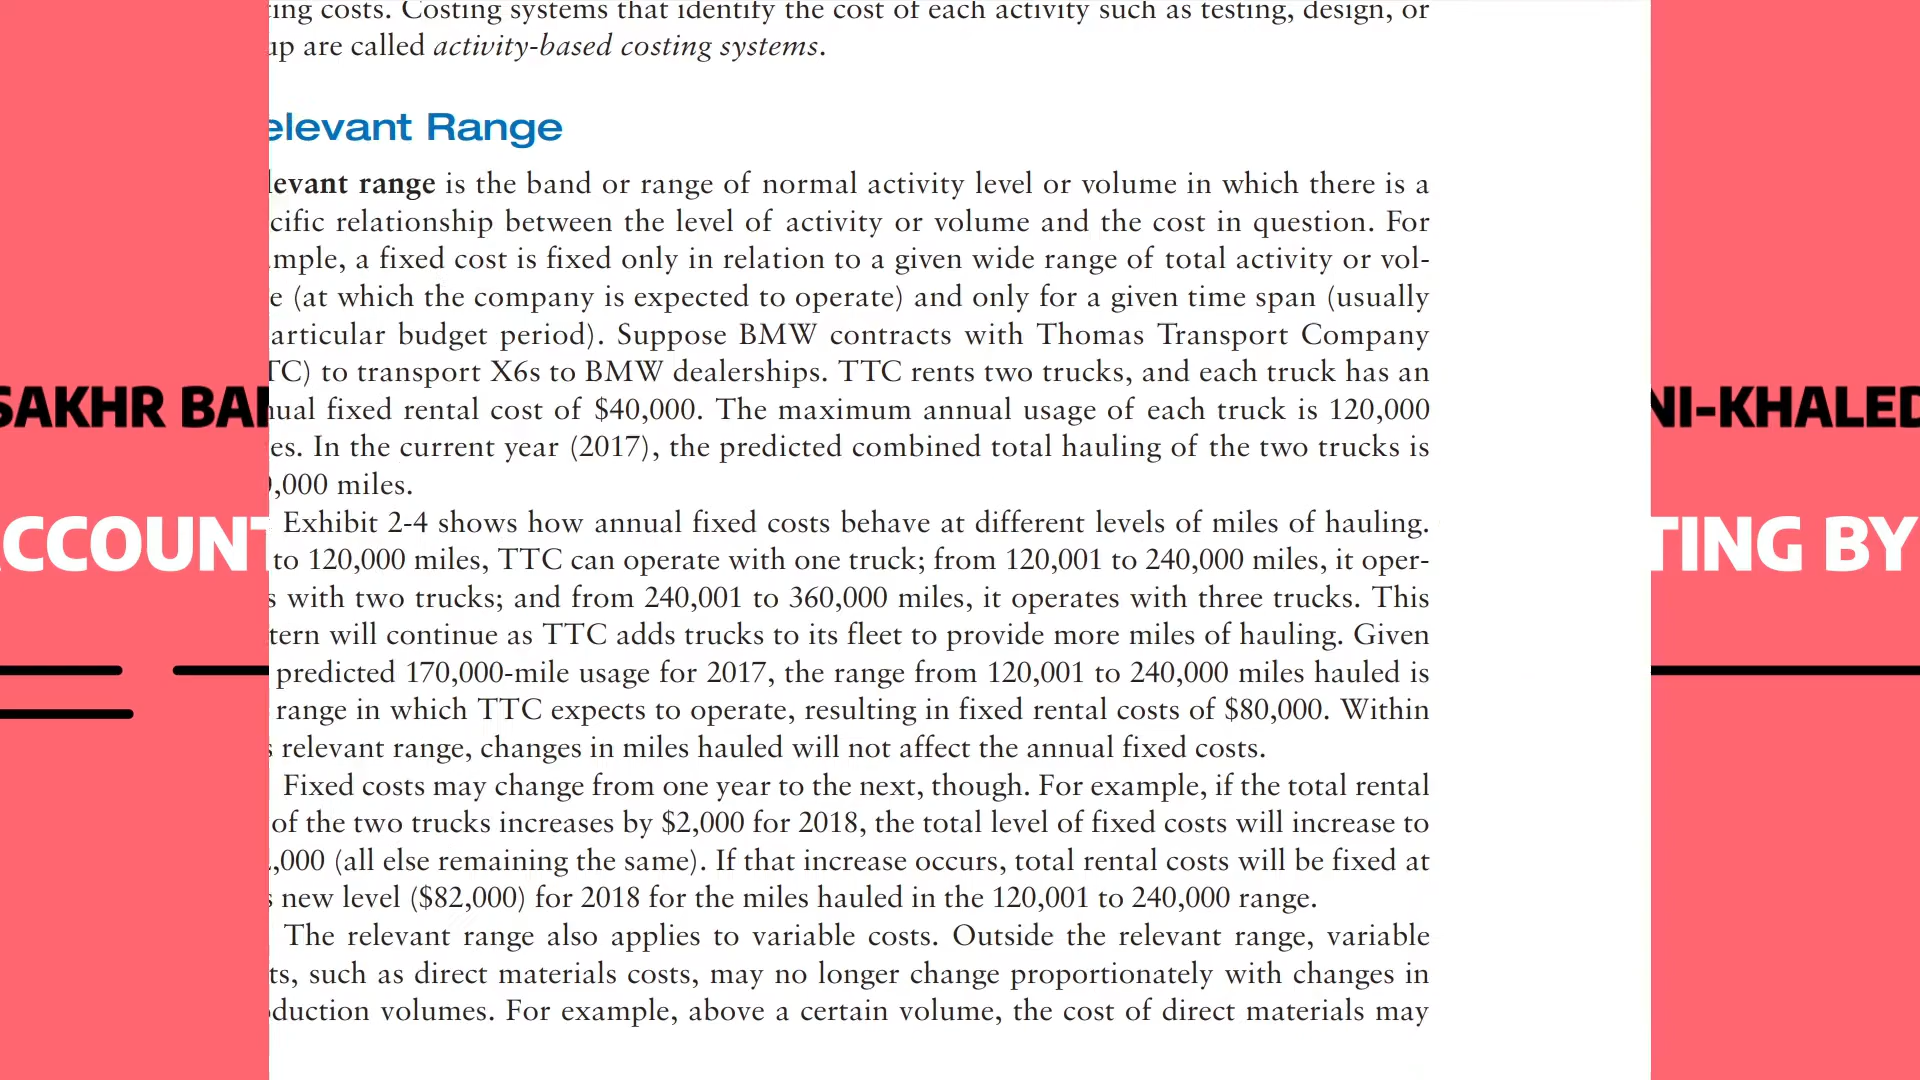 ing costs. Costing systems that identify the cost of each activity such as testing, design, or
up are called activity-based costing systems.
elevant Range
levant range is the band or range of normal activity level or volume in which there is a
cific relationship between the level of activity or volume and the cost in question. For
mple, a fixed cost is fixed only in relation to a given wide range of total activity or vol-
e (at which the company is expected to operate) and only for a given time span (usually
articular budget period). Suppose BMW contracts with Thomas Transport Company
TC) to transport X6s to BMW dealerships. TTC rents two trucks, and each truck has an
nual fixed rental cost of $40,000. The maximum annual usage of each truck is 120,000
es. In the current year (2017), the predicted combined total hauling of the two trucks is
,000 miles.
Exhibit 2-4 shows how annual fixed costs behave at different levels of miles of hauling.
to 120,000 miles, TTC can operate with one truck; from 120,001 to 240,000 miles, it oper-
s with two trucks; and from 240,001 to 360,000 miles, it operates with three trucks. This
tern will continue as TTC adds trucks to its fleet to provide more miles of hauling. Given
predicted 170,000-mile usage for 2017, the range from 120,001 to 240,000 miles hauled is
range in which TTC expects to operate, resulting in fixed rental costs of $80,000. Within
s relevant range, changes in miles hauled will not affect the annual fixed costs.
Fixed costs may change from one year to the next, though. For example, if the total rental
of the two trucks increases by $2,000 for 2018, the total level of fixed costs will increase to
,000 (all else remaining the same). If that increase occurs, total rental costs will be fixed at
s new level ($82,000) for 2018 for the miles hauled in the 120,001 to 240,000 range.
The relevant range also applies to variable costs. Outside the relevant range, variable
ts, such as direct materials costs, may no longer change proportionately with changes in
duction volumes. For example, above a certain volume, the cost of direct materials may
SAKHR BA
NI-KHALED
CCOUNT
TING BY